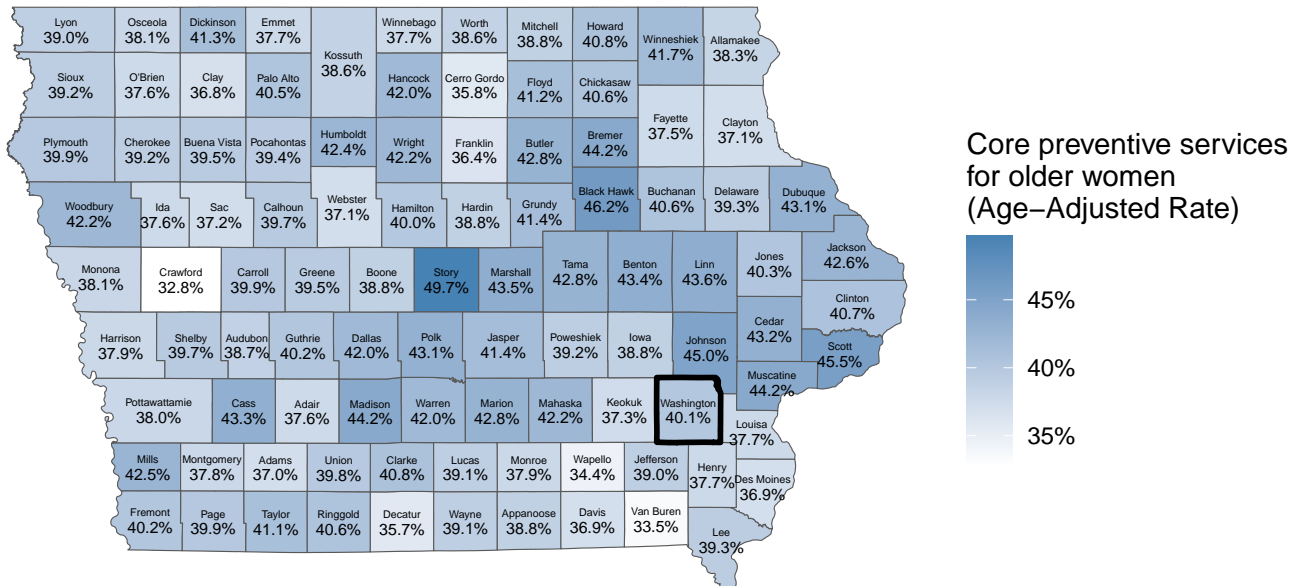 Lyon
39.0%
Osceola
38.1%
Dickinson
41.3%
Emmet
37.7%
Kossuth
38.6%
Winnebago
37.7%
Worth
38.6%
Mitchell
38.8%
Howard
40.8%
Winneshiek
41.7%
Allamakee
38.3%
Sioux
39.2%
O'Brien
37.6%
Clay
36.8%
Palo Alto
40.5%
Hancock
42.0%
Cerro Gordo
35.8%
Floyd
41.2%
Chickasaw
40.6%
Fayette
37.5%
Clayton
37.1%
Plymouth
39.9%
Cherokee
39.2%
Buena Vista
39.5%
Pocahontas
39.4%
Humboldt
42.4%
Wright
42.2%
Franklin
36.4%
Butler
42.8%
Bremer
44.2%
Woodbury
42.2%
Ida
37.6%
Sac
37.2%
Calhoun
39.7%
Webster
37.1%
Hamilton
40.0%
Hardin
38.8%
Grundy
41.4%
Black Hawk
46.2%
Buchanan
40.6%
Delaware
39.3%
Dubuque
43.1%
Monona
38.1%
Crawford
32.8%
Carroll
39.9%
Greene
39.5%
Boone
38.8%
Story
49.7%
Marshall
43.5%
Tama
42.8%
Benton
43.4%
Linn
43.6%
Jones
40.3%
Jackson
42.6%
Clinton
40.7%
Harrison
37.9%
Shelby
39.7%
Audubon
38.7%
Guthrie
40.2%
Dallas
42.0%
Polk
43.1%
Jasper
41.4%
Poweshiek
39.2%
Iowa
38.8%
Johnson
45.0%
Cedar
43.2%
Scott
45.5%
Muscatine
44.2%
Pottawattamie
38.0%
Cass
43.3%
Adair
37.6%
Madison
44.2%
Warren
42.0%
Marion
42.8%
Mahaska
42.2%
Keokuk
37.3%
Washington
40.1%
Louisa
37.7%
Mills
42.5%
Montgomery
37.8%
Adams
37.0%
Union
39.8%
Clarke
40.8%
Lucas
39.1%
Monroe
37.9%
Wapello
34.4%
Jefferson
39.0%
Henry
37.7%
Des Moines
36.9%
Fremont
40.2%
Page
39.9%
Taylor
41.1%
Ringgold
40.6%
Decatur
35.7%
Wayne
39.1%
Appanoose
38.8%
Davis
36.9%
Van Buren
33.5%
Lee
39.3%
Core preventive services
for older women
(Age−Adjusted Rate)
45%
40%
35%